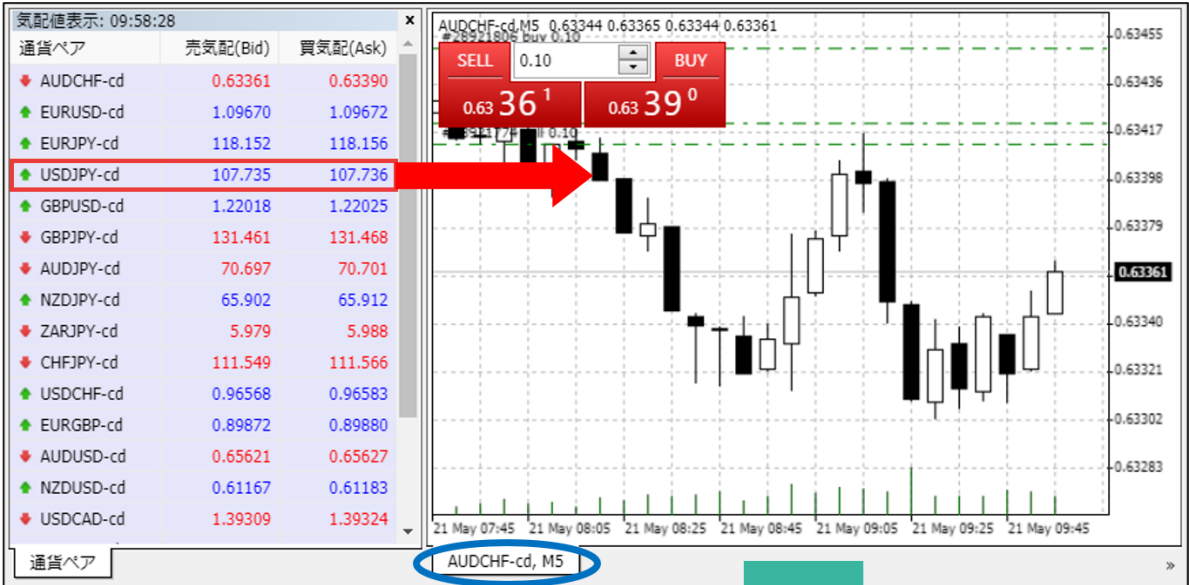 気配値表示: 09:58:28
通貨ペア 売気配(Bid) 買気配(Ask)
AUDCHF-cd 0.63361 0.63390
EURUSD-cd 1.09670 1.09672
EURJPY-cd 118.152 118.156
USDJPY-cd 107.735 107.736
GBPUSD-cd 1.22018 1.22025
GBPJPY-cd 131.461 131.468
AUDJPY-cd 70.697 70.701
NZDJPY-cd 65.902 65.912
ZARJPY-cd 5.979 5.988
CHFJPY-cd 111.549 111.566
USDCHF-cd 0.96568 0.96583
EURGBP-cd 0.89872 0.89880
AUDUSD-cd 0.65621 0.65627
NZDUSD-cd 0.61167 0.61183
USDCAD-cd 1.39309 1.39324
通貨ペア
AUDCHF-cd,M5 0.63344 0.63365 0.63344 0.63361
#28921806 buy 0.10
SELL 0.10 BUY
0.63 36 1 0.63 39 0
0.10
0.63455
0.63436
0.63417
0.63398
0.63379
0.63361
0.63340
0.63321
0.63302
0.63283
21 May 07:45 21 May 08:05 21 May 08:25 21 May 08:45 21 May 09:05 21 May 09:25 21 May 09:45
AUDCHF-cd, M5